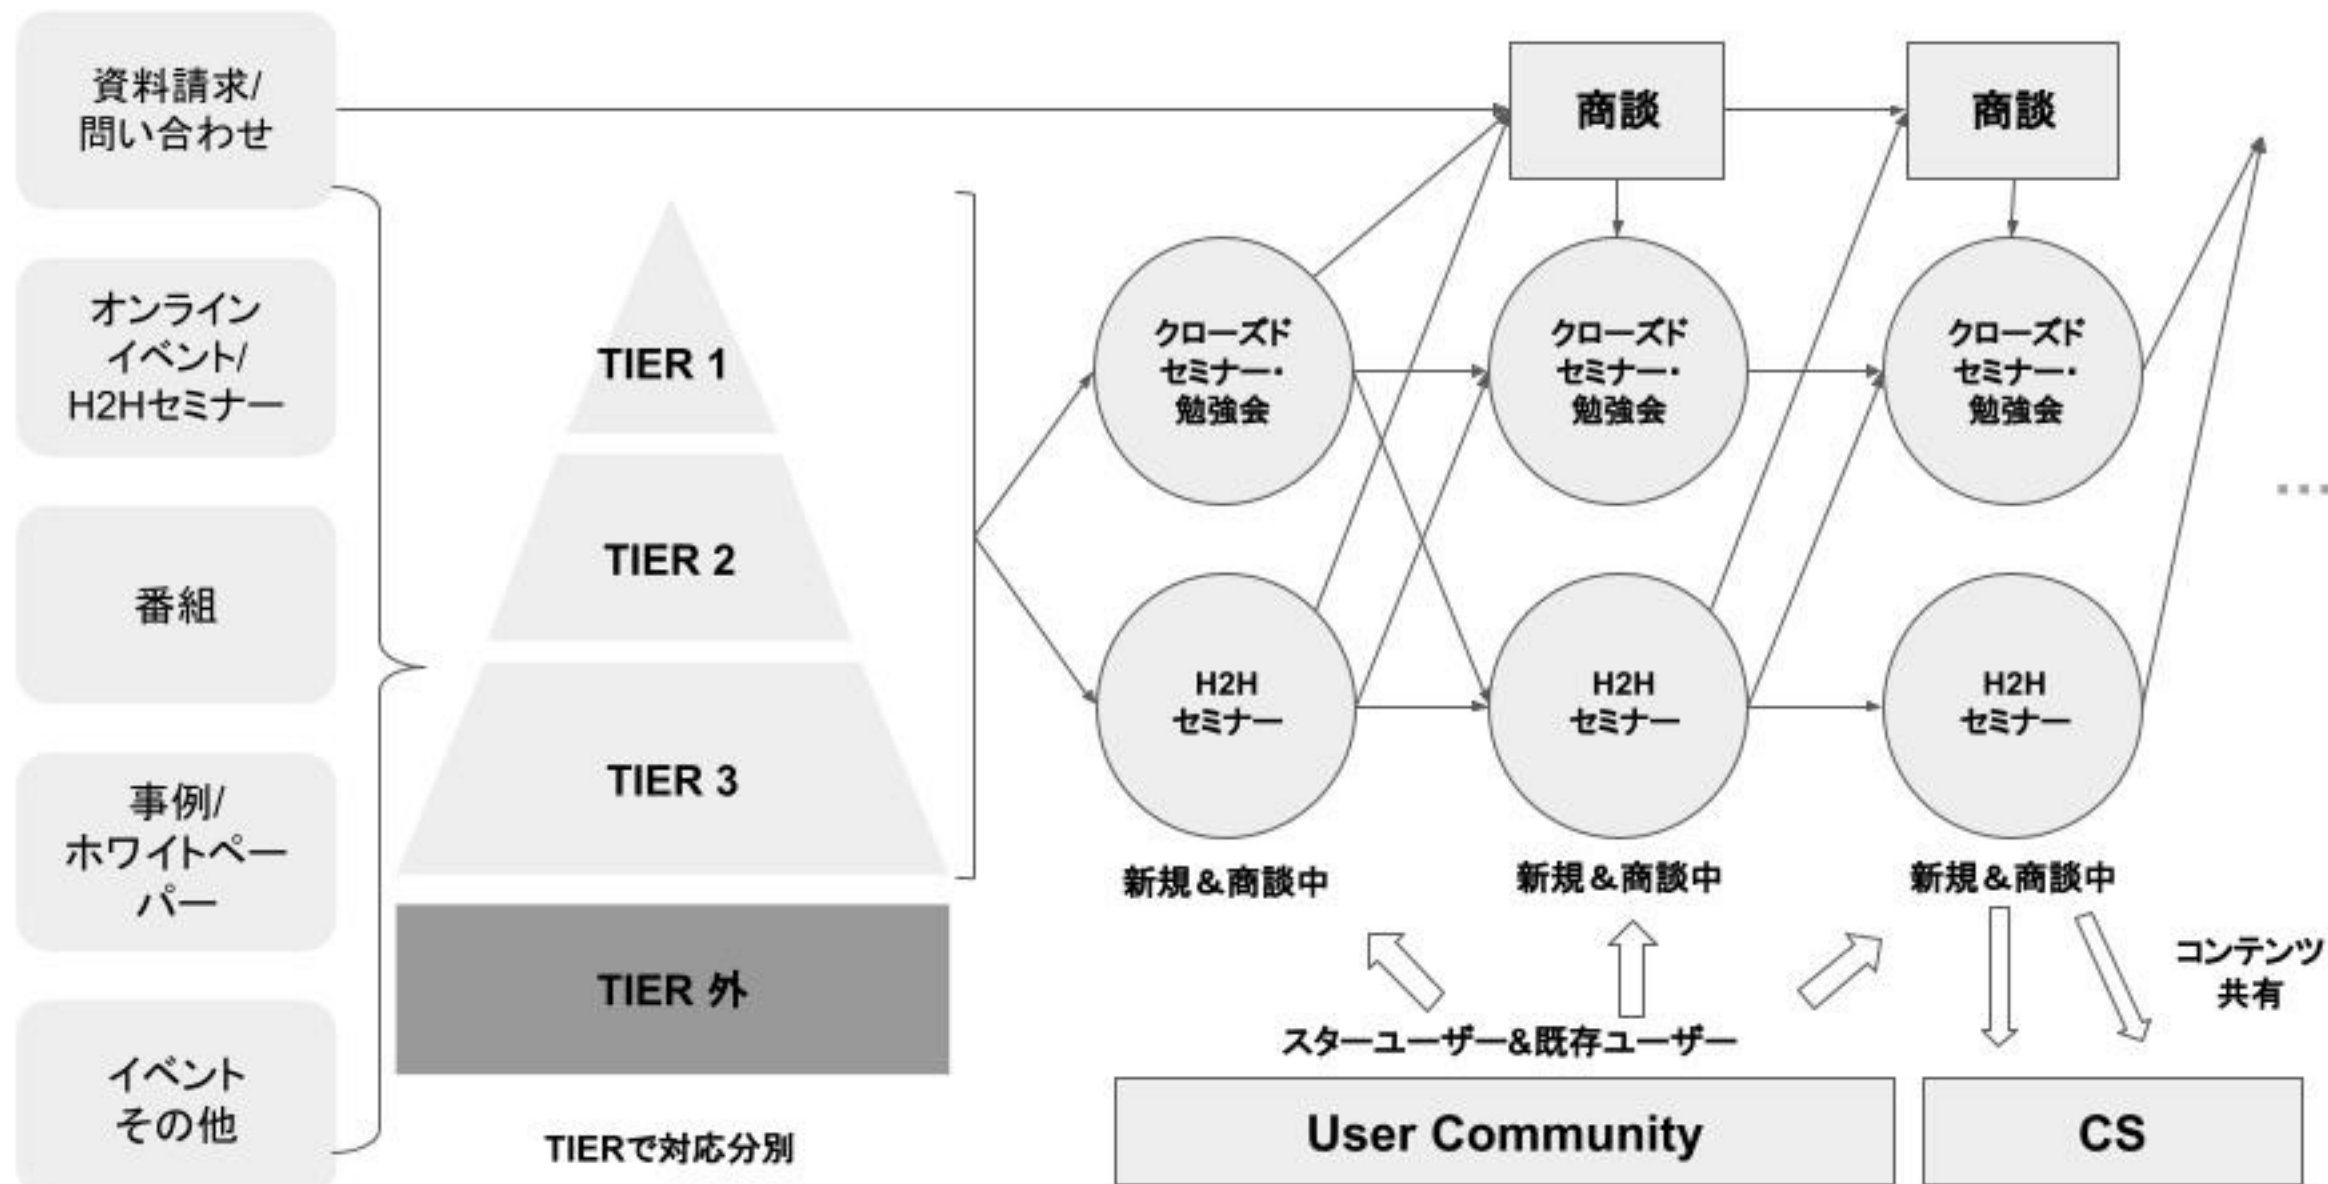 資料請求/
問い合わせ
オンライン
イベント/
H2Hセミナー
番組
事例/
ホワイトペー
パー
イベント
その他
TIER 1
TIER 2
TIER 3
TIER 外
TIERで対応分別
商談
商談
クローズド
セミナー・
勉強会
クローズド
セミナー・
勉強会
クローズド
セミナー・
勉強会
H2H
セミナー
H2H
セミナー
H2H
セミナー
新規＆商談中
新規＆商談中
新規＆商談中
コンテンツ
共有
スターユーザー&既存ユーザー
User Community
CS